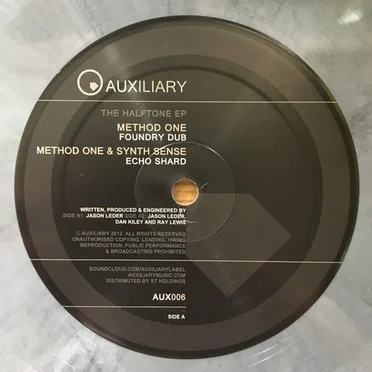 AUXILIARY
THE HALFTONE EP
METHOD ONE
FOUNDRY DUB
METHOD ONE & SYNTH SENSE
ECHO SHARD
WRITTEN, PRODUCED & ENGINEERED BY
SIDE A1: JASON LEDER SIDE A2: JASON LEDER,
DAN KILEY AND RAY LEWIS
© AUXILIARY 2012. ALL RIGHTS RESERVED
UNAUTHORISED COPYING, LENDING, HIRING
REPRODUCTION, PUBLIC PERFORMANCE
& BROADCASTING PROHIBITED
SOUNDCLOUD.COM/AUXILIARYLABEL
AUXILIARYMUSIC.COM
DISTRIBUTED BY ST HOLDINGS
AUX006
SIDE A